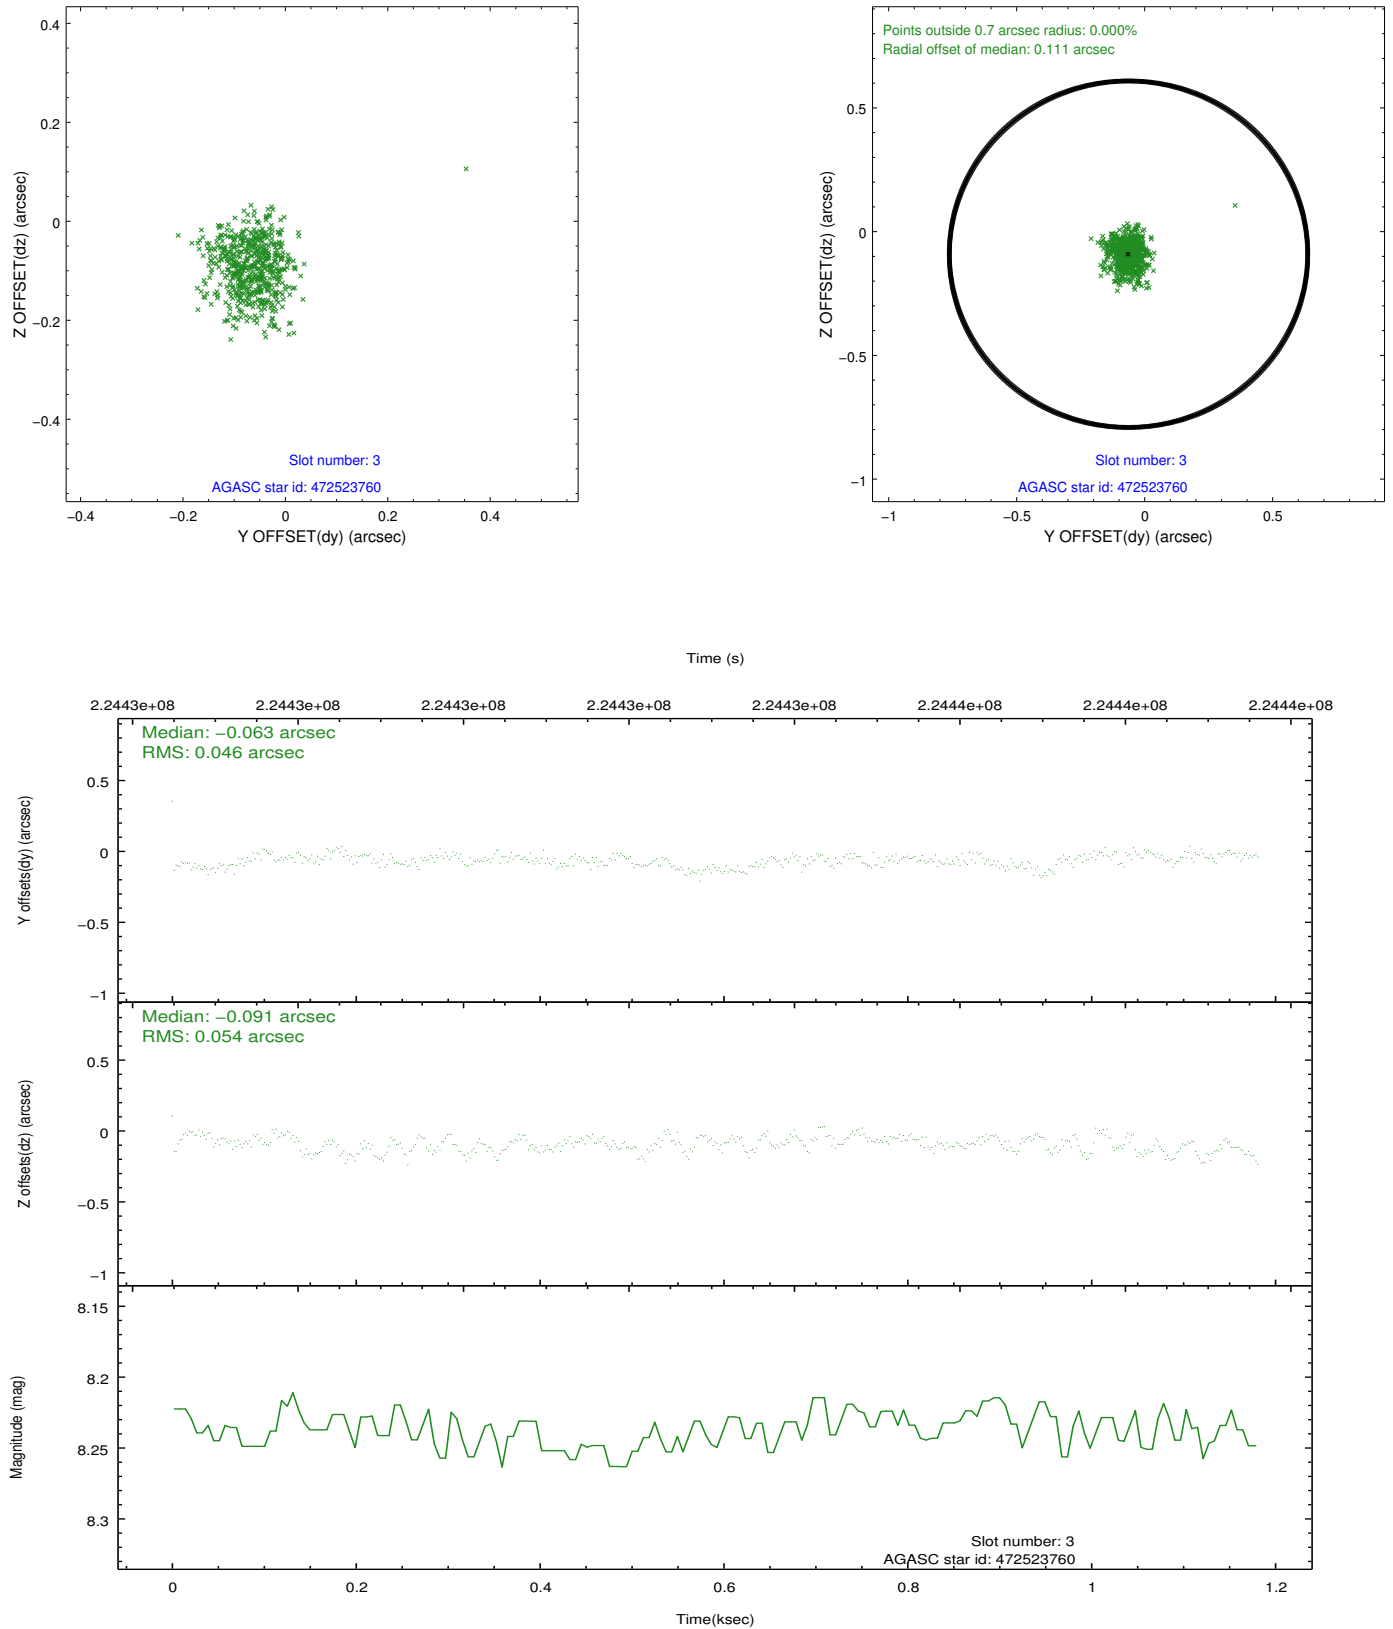 0.4
0.2
0
−0.2
−0.4
Z OFFSET(dz) (arcsec)
Slot number: 3
AGASC star id: 472523760
−0.4 −0.2 0 0.2 0.4
Y OFFSET(dy) (arcsec)
Points outside 0.7 arcsec radius: 0.000%
Radial offset of median: 0.111 arcsec
0.5
0
−0.5
−1
Z OFFSET(dz) (arcsec)
Slot number: 3
AGASC star id: 472523760
−1 −0.5 0 0.5
Y OFFSET(dy) (arcsec)
Time (s)
2.2443e+08 2.2443e+08 2.2443e+08 2.2443e+08 2.2443e+08 2.2444e+08 2.2444e+08 2.2444e+08
Median: −0.063 arcsec
RMS: 0.046 arcsec
0.5
0
−0.5
−1
Y offsets(dy) (arcsec)
Median: −0.091 arcsec
RMS: 0.054 arcsec
0.5
0
−0.5
−1
Z offsets(dz) (arcsec)
8.15
8.2
8.25
8.3
Magnitude (mag)
Slot number: 3
AGASC star id: 472523760
0 0.2 0.4 0.6 0.8 1 1.2
Time(ksec)